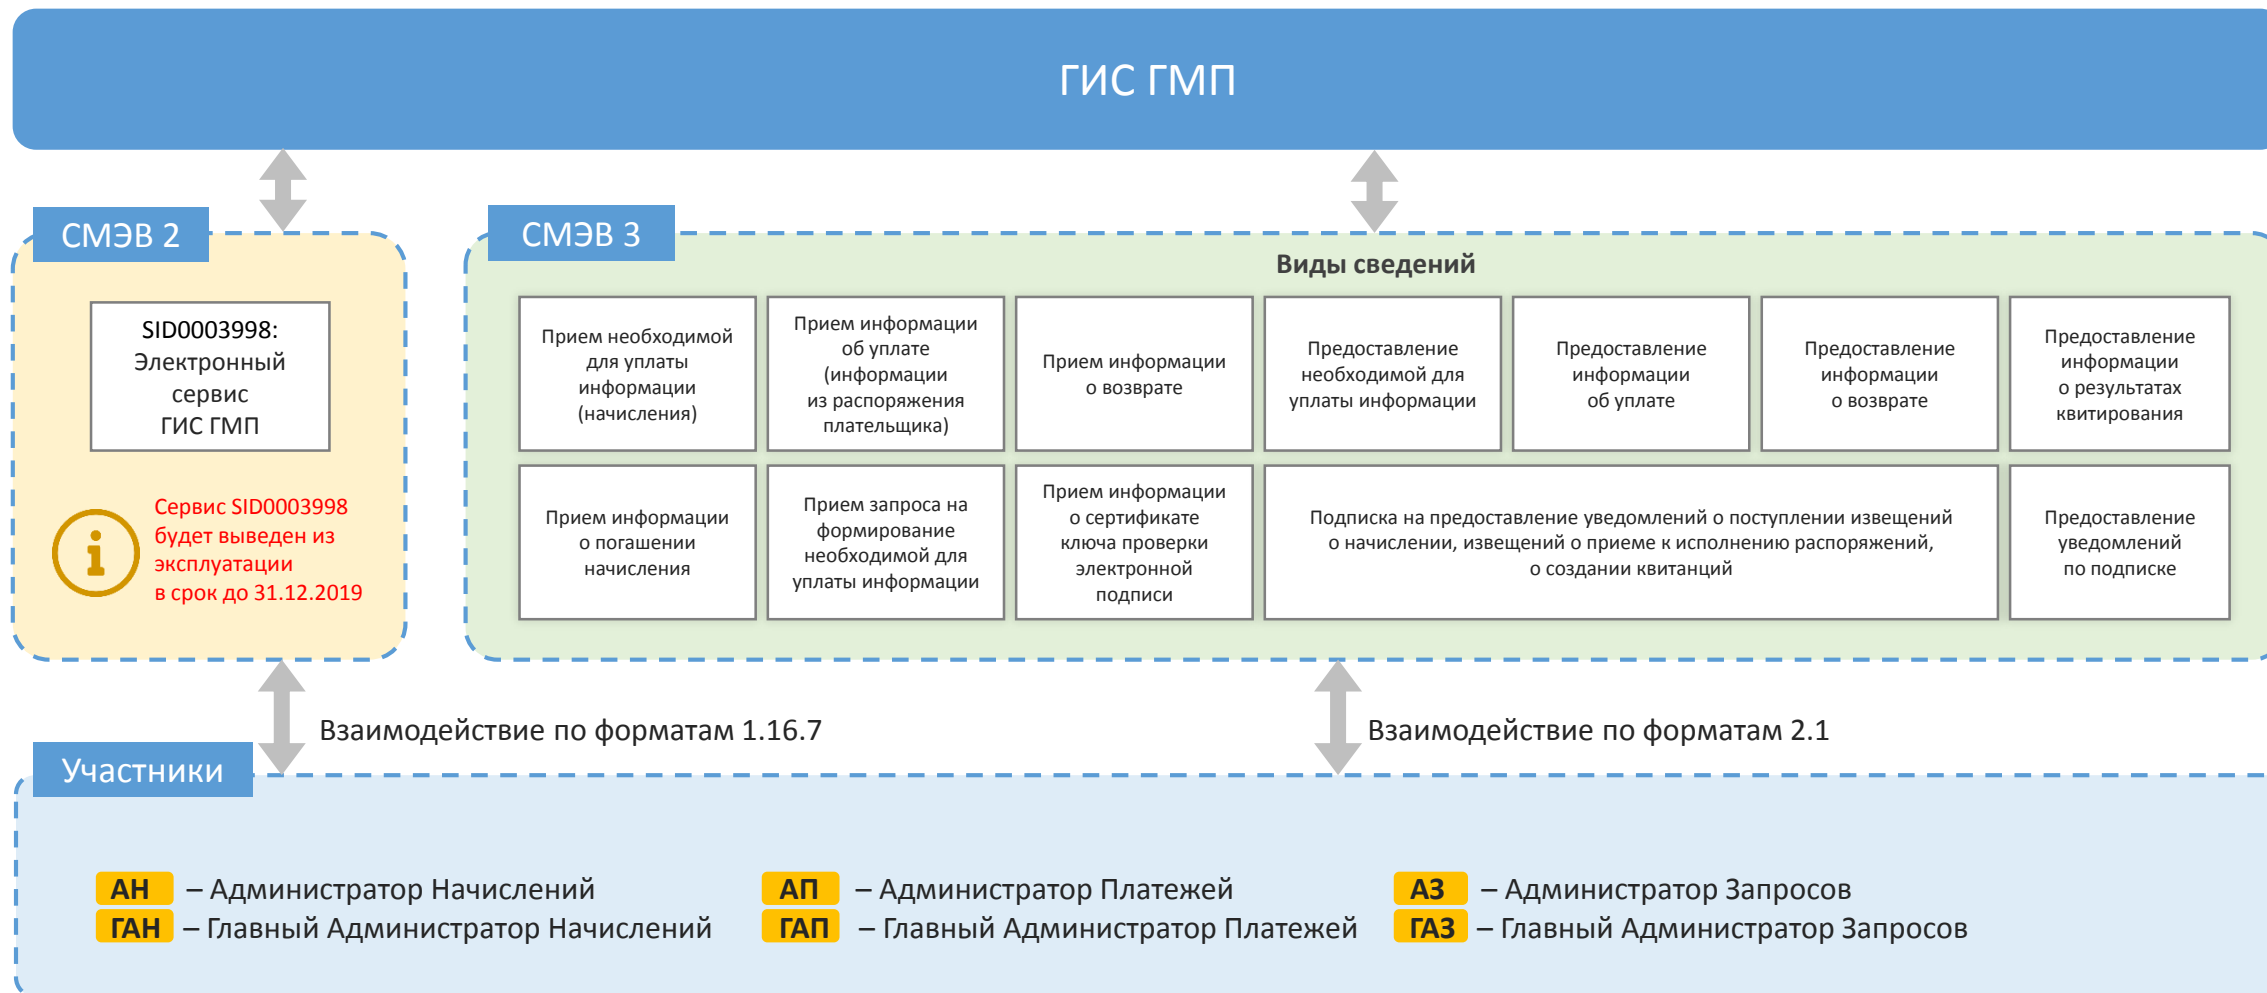 ГИС ГМП
СМЭВ 2
SID0003998:
Электронный
сервис
ГИС ГМП
Сервис SID0003998
будет выведен из
эксплуатации
в срок до 31.12.2019
СМЭВ 3
Виды сведений
Прием необходимой
для уплаты
информации
(начисления)
Прием информации
об уплате
(информации
из распоряжения
плательщика)
Прием информации
о возврате
Предоставление
необходимой для
уплаты информации
Предоставление
информации
об уплате
Предоставление
информации
о возврате
Предоставление
информации
о результатах
квитирования
Прием информации
о погашении
начисления
Прием запроса на
формирование
необходимой для
уплаты информации
Прием информации
о сертификате
ключа проверки
электронной
подписи
Подписка на предоставление уведомлений о поступлении извещений
о начислении, извещений о приеме к исполнению распоряжений,
о создании квитанций
Предоставление
уведомлений
по подписке
Взаимодействие по форматам 1.16.7
Взаимодействие по форматам 2.1
Участники
АН – Администратор Начислений
ГАН – Главный Администратор Начислений
АП – Администратор Платежей
ГАП – Главный Администратор Платежей
АЗ – Администратор Запросов
ГАЗ – Главный Администратор Запросов